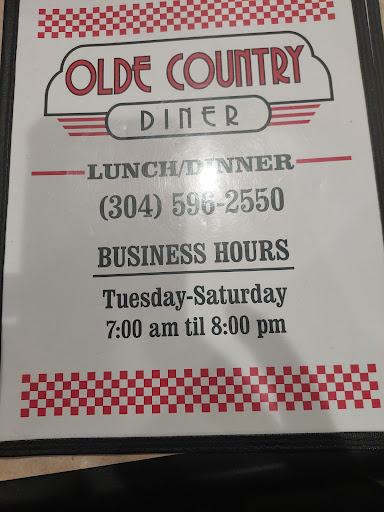 OLDE COUNTRY
DINER
LUNCH/DINNER
(304) 596-2550
BUSINESS HOURS
Tuesday-Saturday
7:00 am til 8:00 pm